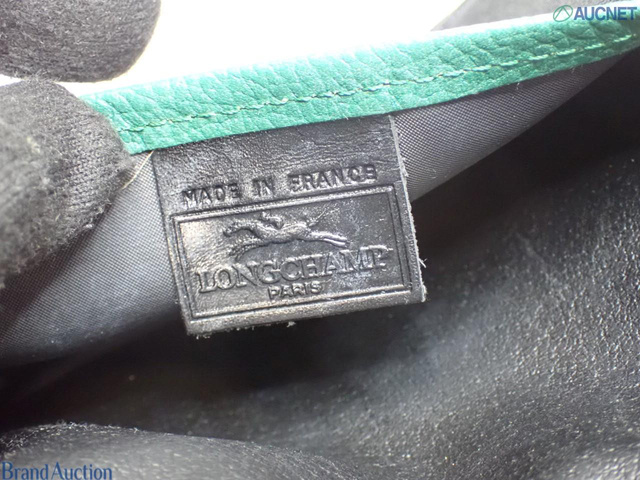 AUCNET
MADE IN FRANCE
LONGCHAMP
PARIS
Brand Auction